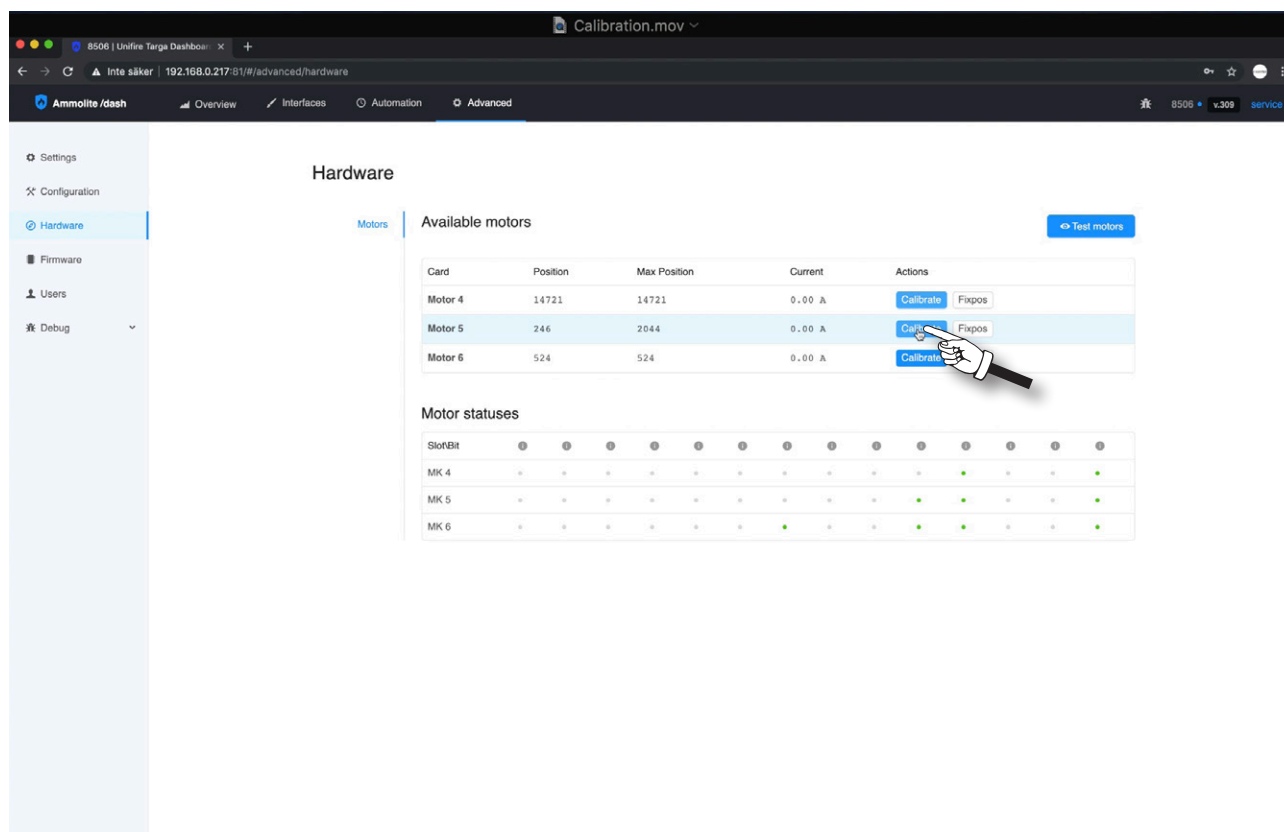 Calibration.mov
8506 | Unifire Targa Dashboar
192.168.0.217:81/#/advanced/hardware
Inte säker
Ammolite /dash Overview Interfaces Automation Advanced 8506 v.309 service
Settings
Configuration
Hardware
Firmware
Users
Debug
Hardware
Motors
Available motors
Test motors
Card Position Max Position Current Actions
Motor 4 14721 14721 0.00 A Calibrate Fixpos
Motor 5 246 2044 0.00 A Fixpos
Motor 6 524 524 0.00 A Calibrate
Motor statuses
Slot\Bit
MK 4
MK 5
MK 6